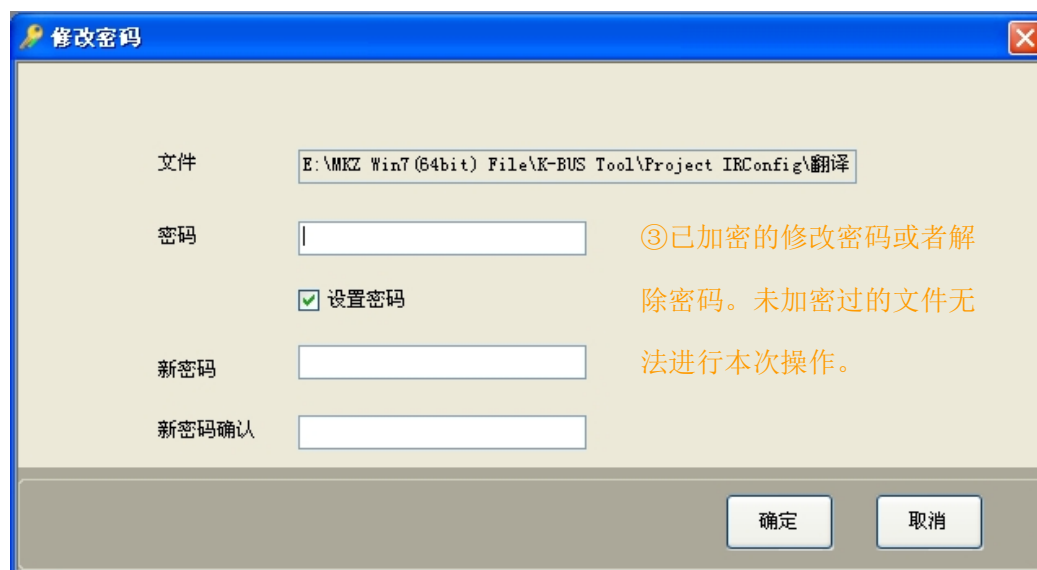 修改密码
文件
E:\MKZ Win7(64bit) File\K-BUS Tool\Project IRConfig\翻译
密码
③已加密的修改密码或者解
设置密码
除密码。未加密过的文件无
新密码
法进行本次操作。
新密码确认
确定
取消